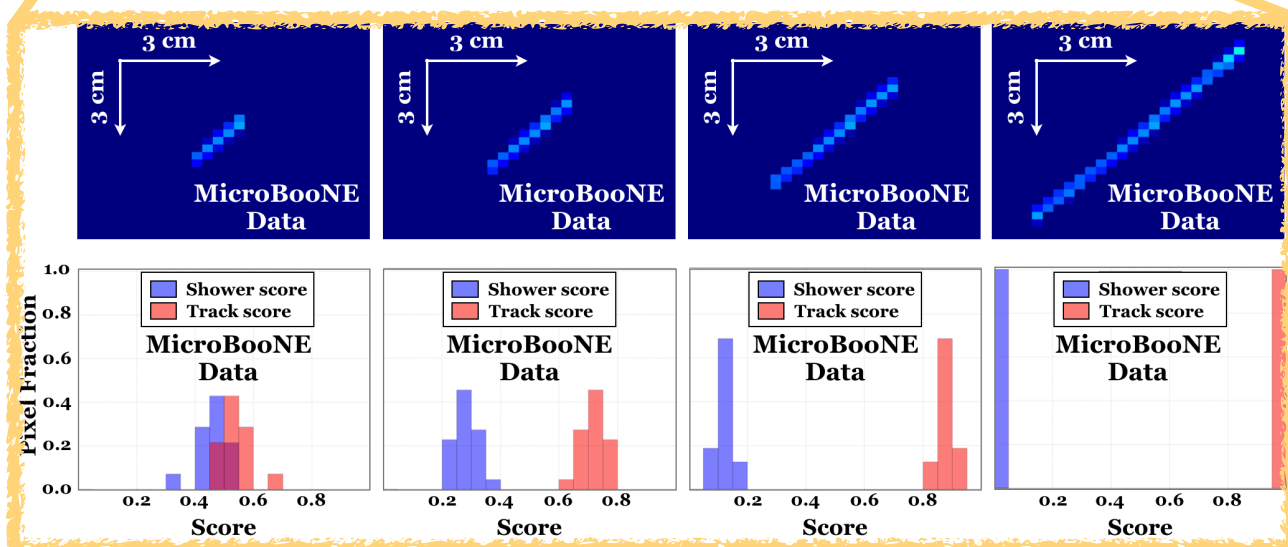 3 cm
3 cm
MicroBooNE
Data
3 cm
3 cm
MicroBooNE
Data
3 cm
3 cm
MicroBooNE
Data
3 cm
3 cm
MicroBooNE
Data
Pixel Fraction
1.0
0.8
0.6
0.4
0.2
0.0
Shower score
Track score
MicroBooNE
Data
0.2 0.4 0.6 0.8
Score
Shower score
Track score
MicroBooNE
Data
0.2 0.4 0.6 0.8
Score
Shower score
Track score
MicroBooNE
Data
0.2 0.4 0.6 0.8
Score
Shower score
Track score
MicroBooNE
Data
0.2 0.4 0.6 0.8
Score